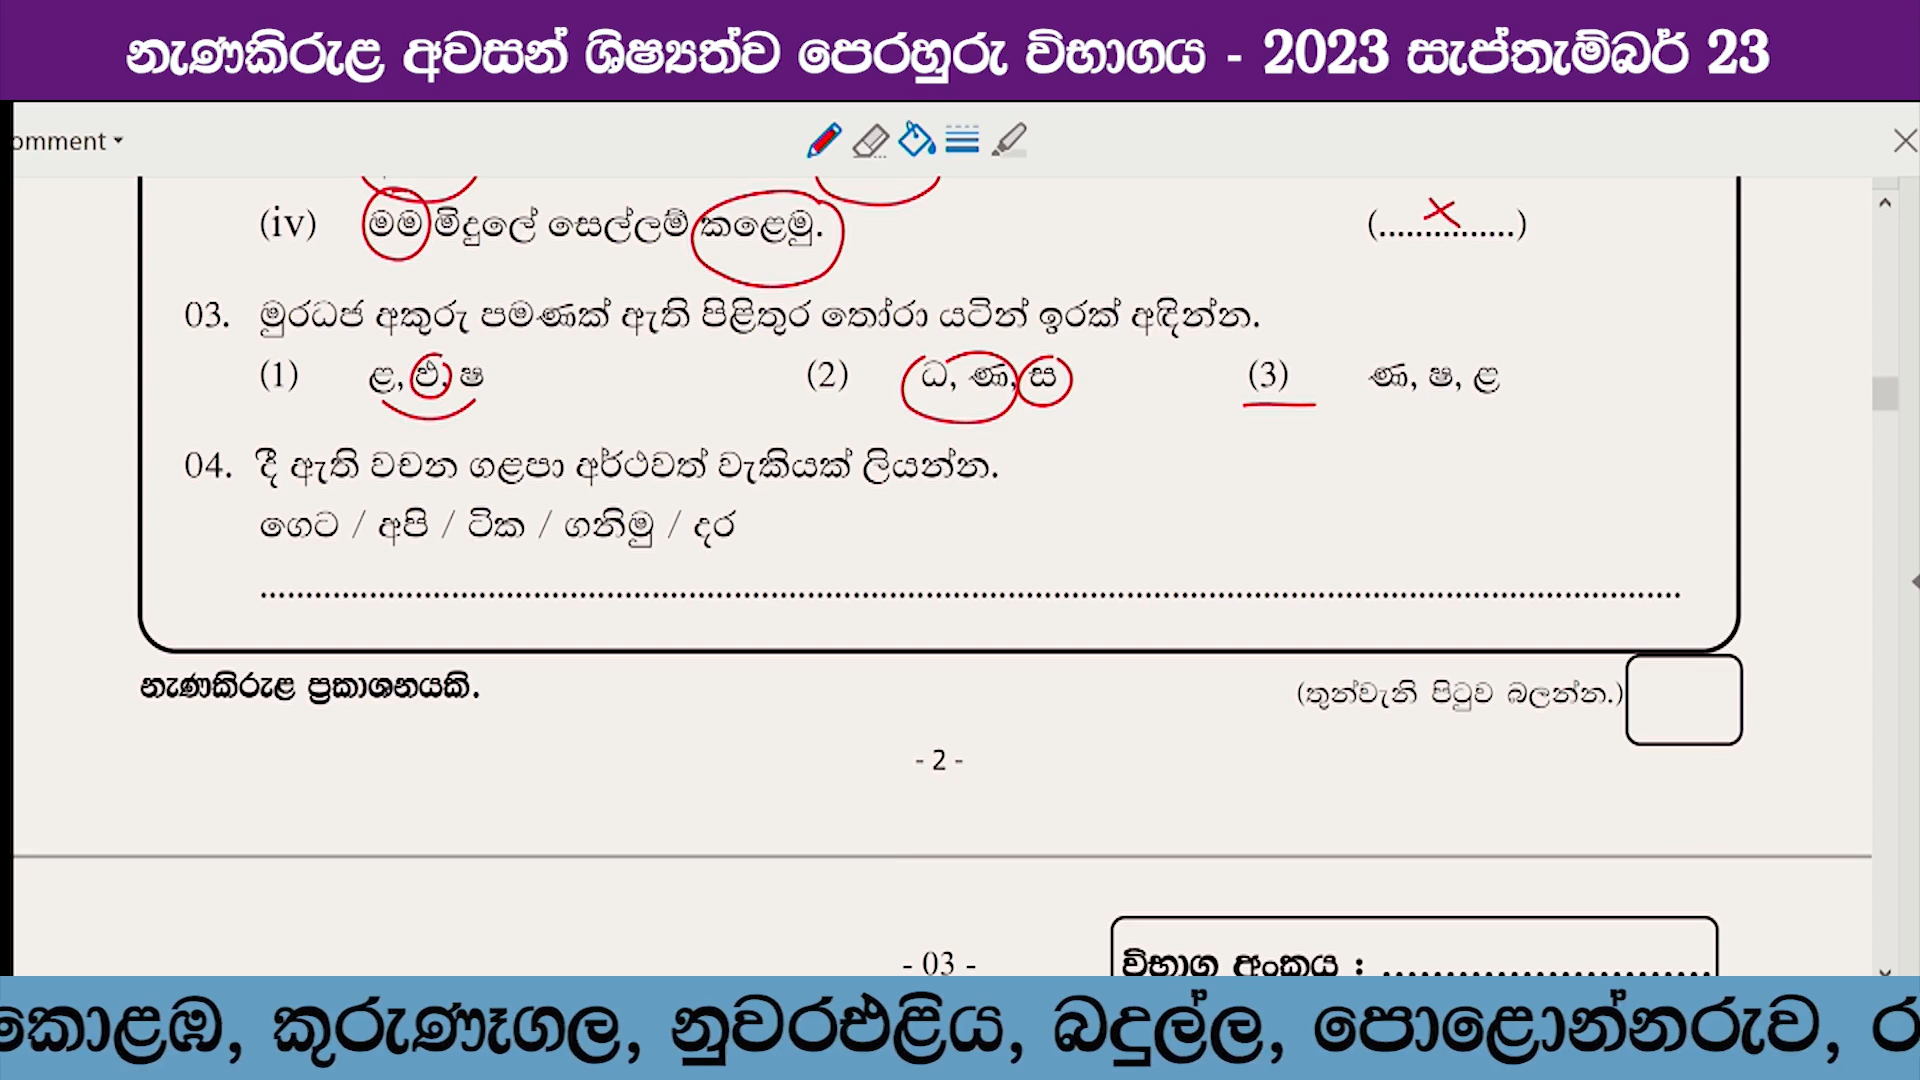 නැණකිරුළ අවසන් ශිෂ්‍යත්ව පෙරහුරු විභාගය - 2023 සැප්තැම්බර් 23
omment
(iv) මම මිදුලේ සෙල්ලම් කළෙමු. (...............)
03. මුරධජ අකුරු පමණක් ඇති පිළිතුර තෝරා යටින් ඉරක් අඳින්න.
(1) ළ, ඵ, ෂ (2) ධ, ණ, ස (3) ණ, ෂ, ළ
04. දී ඇති වචන ගළපා අර්ථවත් වැකියක් ලියන්න.
ගෙට / අපි / ටික / ගනිමු / දර
නැණකිරුළ ප්‍රකාශනයකි. (තුන්වැනි පිටුව බලන්න.)
- 2 -
- 03 -
විභාග අංකය : ............................
කොළඹ, කුරුණෑගල, නුවරඑළිය, බදුල්ල, පොළොන්නරුව, ර